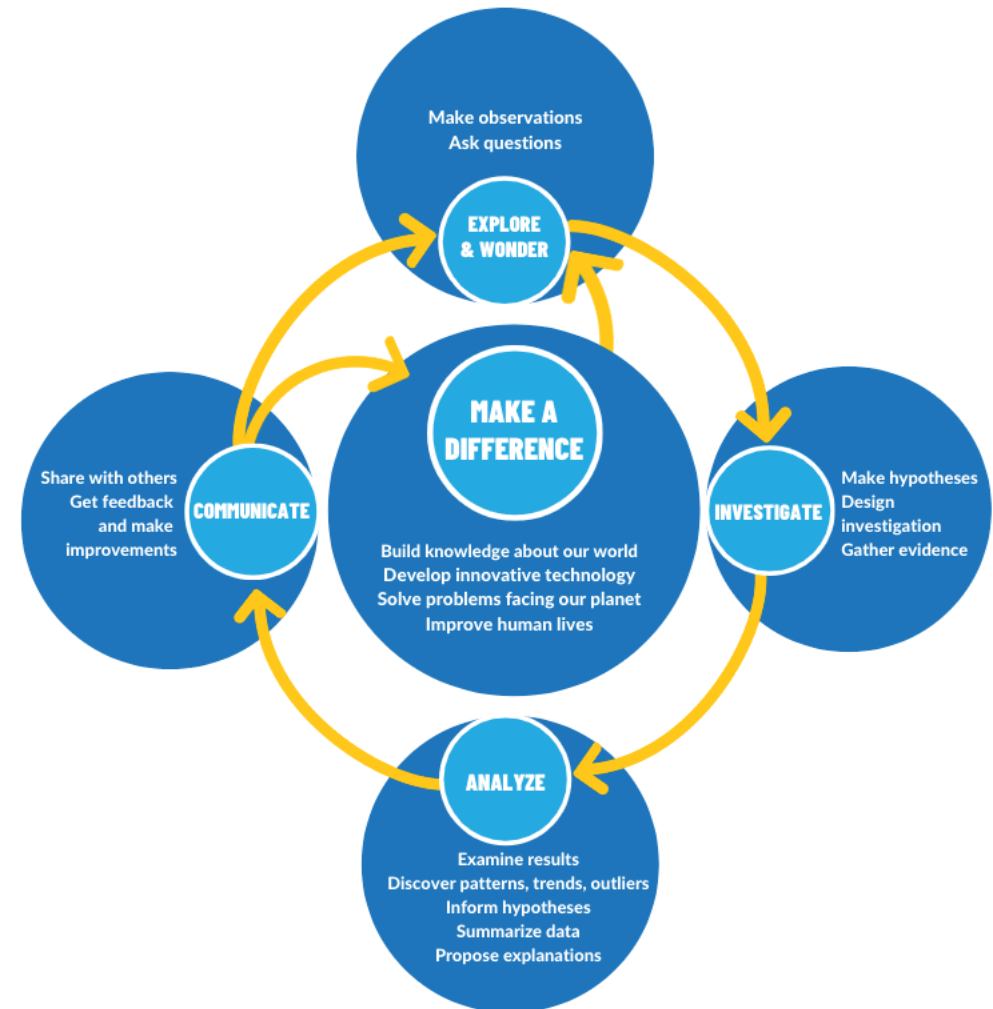 Make observations
Ask questions
EXPLORE
& WONDER
MAKE A
DIFFERENCE
Build knowledge about our world
Develop innovative technology
Solve problems facing our planet
Improve human lives
INVESTIGATE
Make hypotheses
Design
investigation
Gather evidence
ANALYZE
Examine results
Discover patterns, trends, outliers
Inform hypotheses
Summarize data
Propose explanations
COMMUNICATE
Share with others
Get feedback
and make
improvements